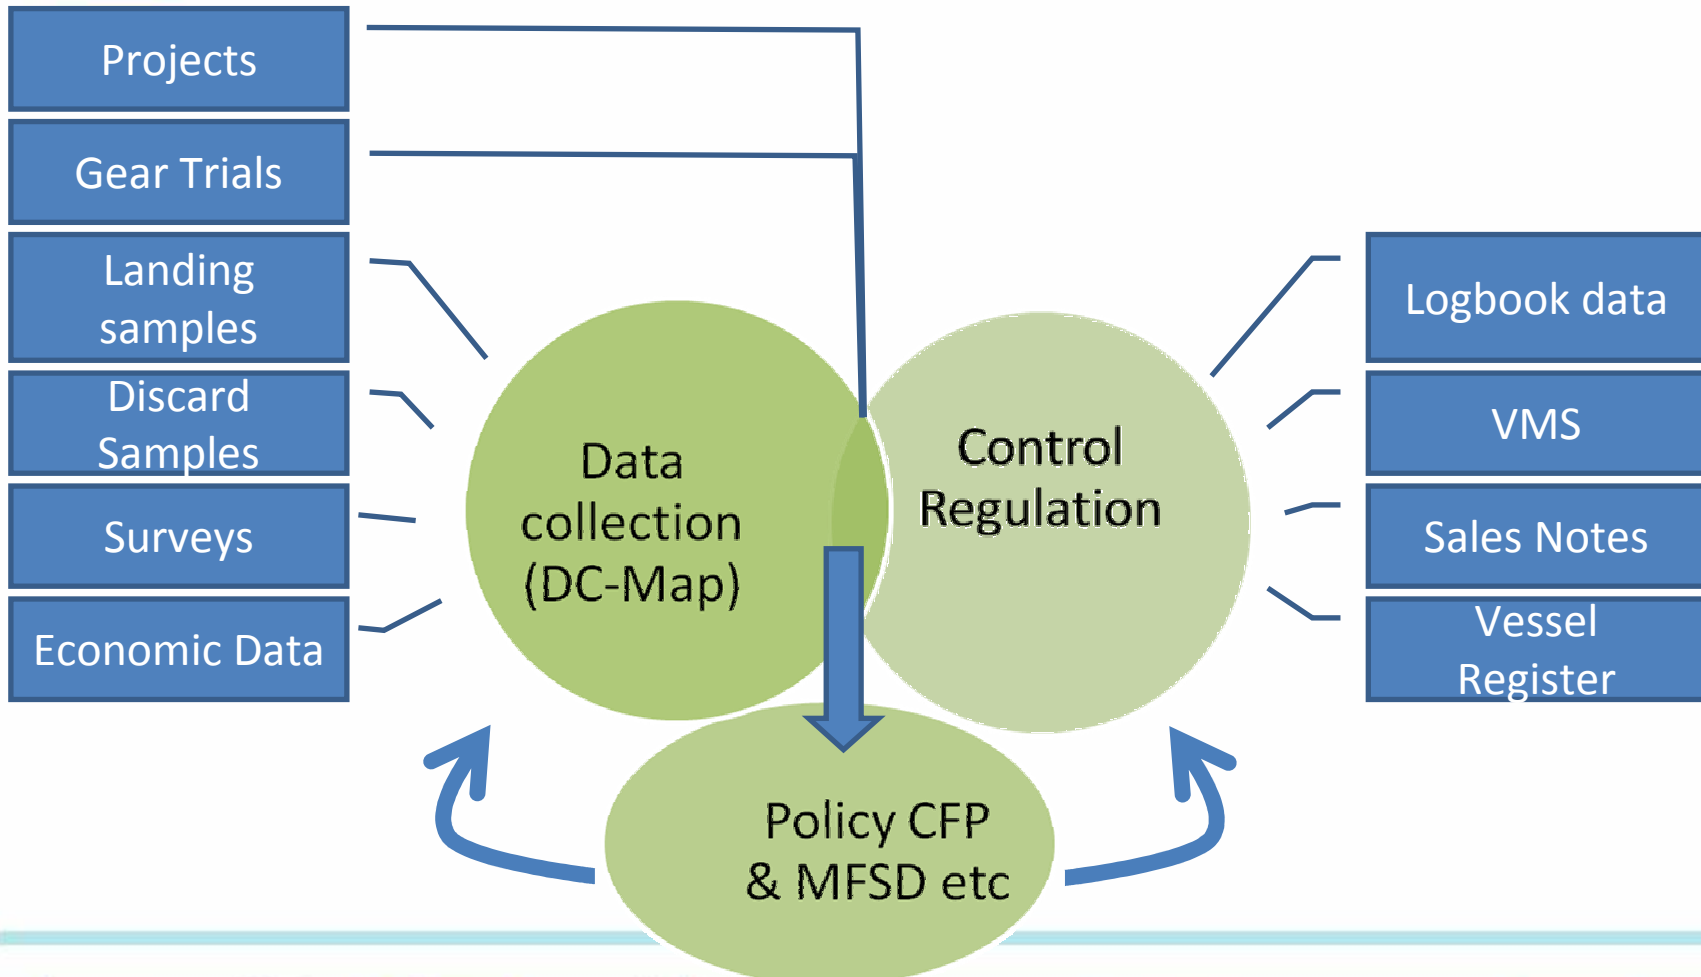 Projects
Gear Trials
Landing
samples
Discard
Samples
Surveys
Economic Data
Data
collection
(DC-Map)
Control
Regulation
Policy CFP
& MFSD etc
Logbook data
VMS
Sales Notes
Vessel
Register